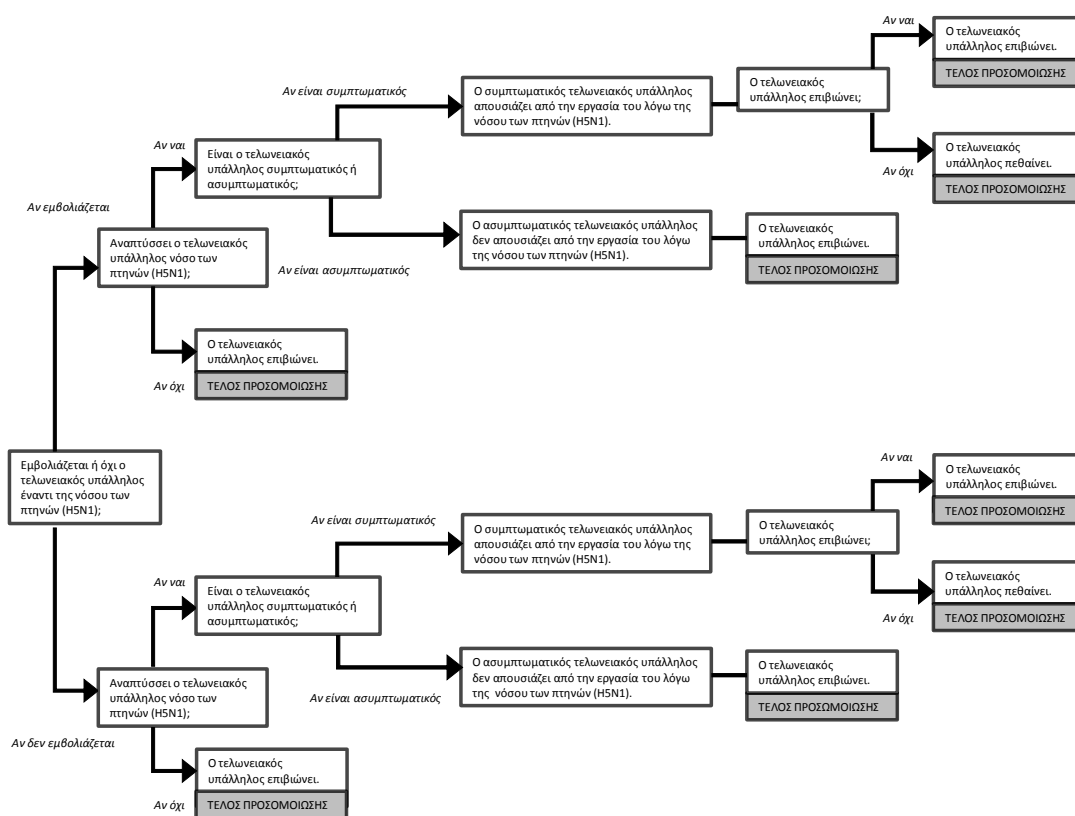 Αν ναι
Ο τελωνειακός
υπάλληλος επιβιώνει.
ΤΕΛΟΣ ΠΡΟΣΟΜΟΙΩΣΗΣ
Αν είναι συμπτωματικός
Ο συμπτωματικός τελωνειακός υπάλληλος
απουσιάζει από την εργασία του λόγω της
νόσου των πτηνών (H5N1).
Ο τελωνειακός
υπάλληλος επιβιώνει;
Αν ναι
Είναι ο τελωνειακός
υπάλληλος συμπτωματικός ή
ασυμπτωματικός;
Ο τελωνειακός
υπάλληλος πεθαίνει.
Αν όχι
ΤΕΛΟΣ ΠΡΟΣΟΜΟΙΩΣΗΣ
Αν εμβολιάζεται
Αναπτύσσει ο τελωνειακός
υπάλληλος νόσο των
πτηνών (H5N1);
Αν είναι ασυμπτωματικός
Ο ασυμπτωματικός τελωνειακός υπάλληλος
δεν απουσιάζει από την εργασία του λόγω
της νόσου των πτηνών (H5N1).
Ο τελωνειακός
υπάλληλος επιβιώνει.
ΤΕΛΟΣ ΠΡΟΣΟΜΟΙΩΣΗΣ
Ο τελωνειακός
υπάλληλος επιβιώνει.
Αν όχι
ΤΕΛΟΣ ΠΡΟΣΟΜΟΙΩΣΗΣ
Εμβολιάζεται ή όχι ο
τελωνειακός υπάλληλος
έναντι της νόσου των
πτηνών (H5N1);
Αν ναι
Ο τελωνειακός
υπάλληλος επιβιώνει.
ΤΕΛΟΣ ΠΡΟΣΟΜΟΙΩΣΗΣ
Αν είναι συμπτωματικός
Ο συμπτωματικός τελωνειακός υπάλληλος
απουσιάζει από την εργασία του λόγω της
νόσου των πτηνών (H5N1).
Ο τελωνειακός
υπάλληλος επιβιώνει;
Αν ναι
Είναι ο τελωνειακός
υπάλληλος συμπτωματικός ή
ασυμπτωματικός;
Ο τελωνειακός
υπάλληλος πεθαίνει.
Αν όχι
ΤΕΛΟΣ ΠΡΟΣΟΜΟΙΩΣΗΣ
Αναπτύσσει ο τελωνειακός
υπάλληλος νόσο των
πτηνών (H5N1);
Αν είναι ασυμπτωματικός
Ο ασυμπτωματικός τελωνειακός υπάλληλος
δεν απουσιάζει από την εργασία του λόγω
της νόσου των πτηνών (H5N1).
Ο τελωνειακός
υπάλληλος επιβιώνει.
ΤΕΛΟΣ ΠΡΟΣΩΜΟΙΩΣΗΣ
Αν δεν εμβολιάζεται
Ο τελωνειακός
υπάλληλος επιβιώνει.
Αν όχι
ΤΕΛΟΣ ΠΡΟΣΟΜΟΙΩΣΗΣ